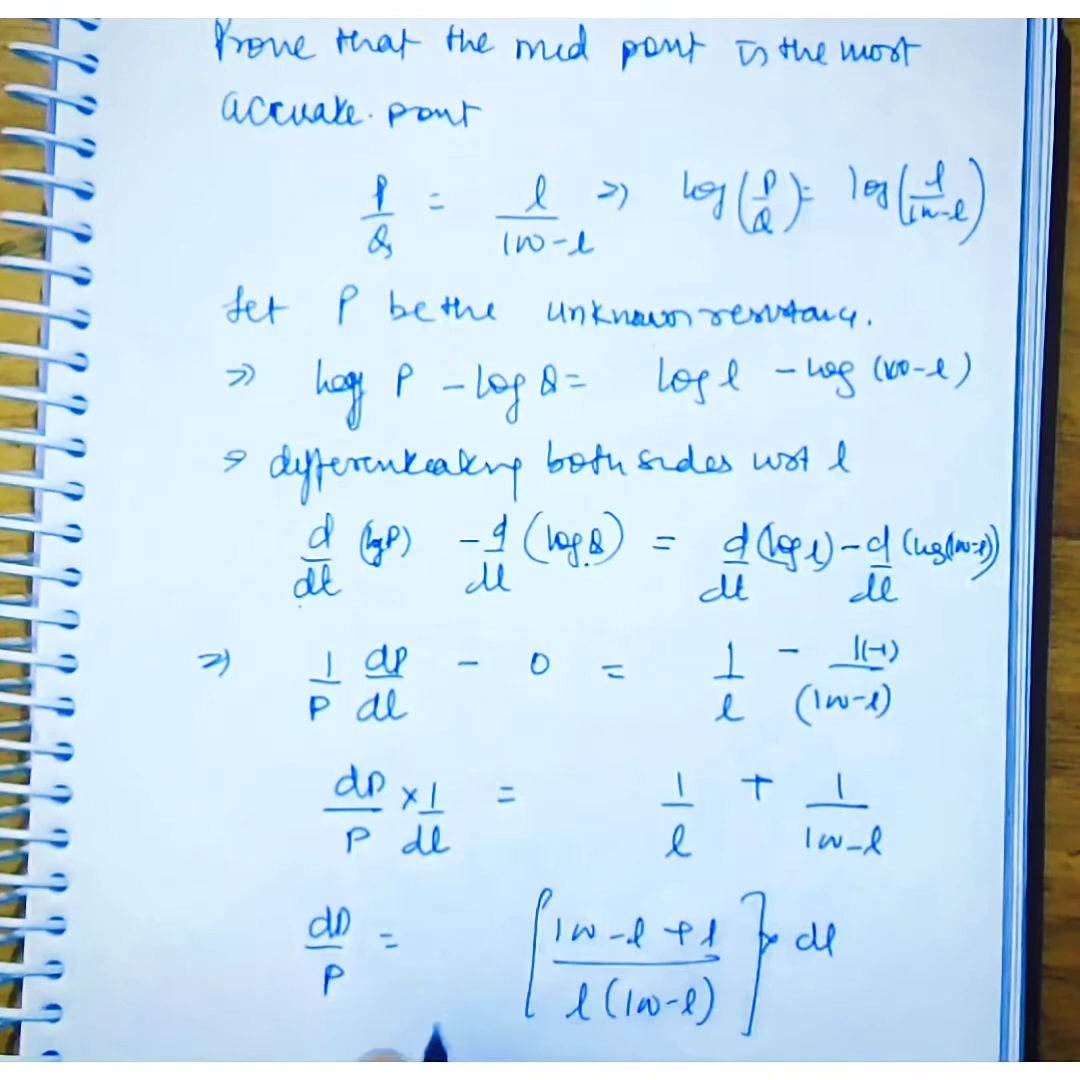 Prove that the mid point is the most
accurate point
P/Q = l/(100-l) ⇒ log(P/Q) = log(l/(100-l))
Let P be the unknown resistance.
⇒ log P - log Q = log l - log (100-l)
⇒ differentiating both sides wrt l
d/dl (log P) - d/dl (log Q) = d/dl (log l) - d/dl (log(100-l))
⇒ 1/P dP/dl - 0 = 1/l - 1(-1)/(100-l)
dP/P × 1/dl = 1/l + 1/(100-l)
dP/P = [(100-l+l)/(l(100-l))] × dl